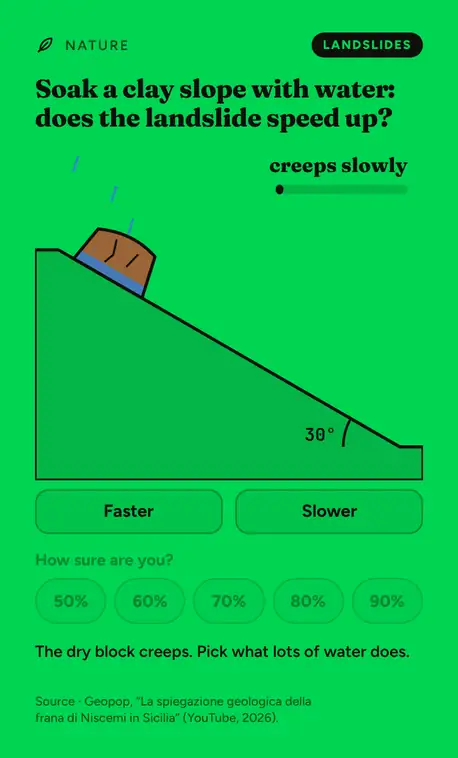 NATURE
LANDSLIDES
Soak a clay slope with water:
does the landslide speed up?
creeps slowly
30°
Faster
Slower
How sure are you?
50%
60%
70%
80%
90%
The dry block creeps. Pick what lots of water does.
Source · Geopop, “La spiegazione geologica della
frana di Niscemi in Sicilia” (YouTube, 2026).